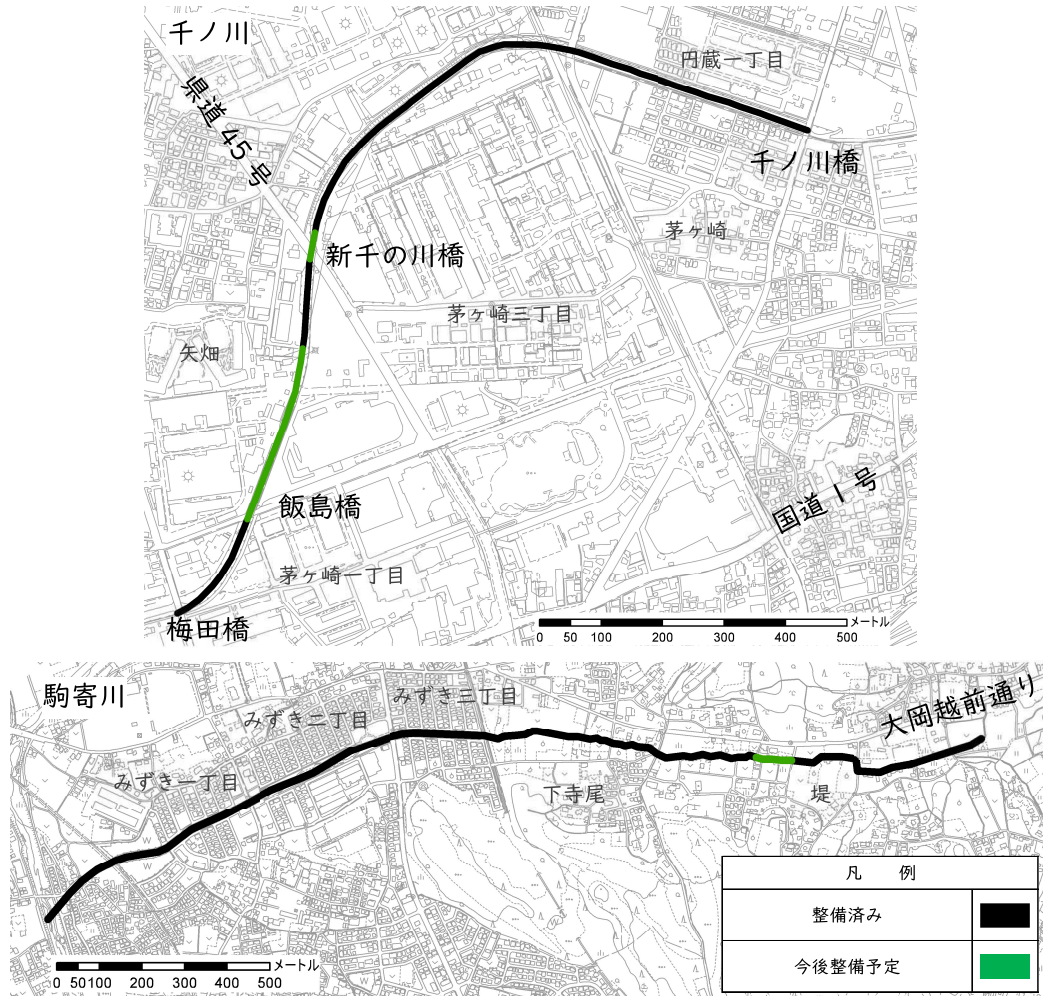 千ノ川
県道45号
円蔵一丁目
千ノ川橋
茅ヶ崎
新千の川橋
茅ヶ崎三丁目
矢畑
国道1号
飯島橋
茅ヶ崎一丁目
梅田橋
メートル
0 50 100 200 300 400 500
駒寄川
みずき三丁目
みずき二丁目
大岡越前通り
みずき一丁目
下寺尾
堤
メートル
0 50 100 200 300 400 500
凡 例
整備済み
今後整備予定